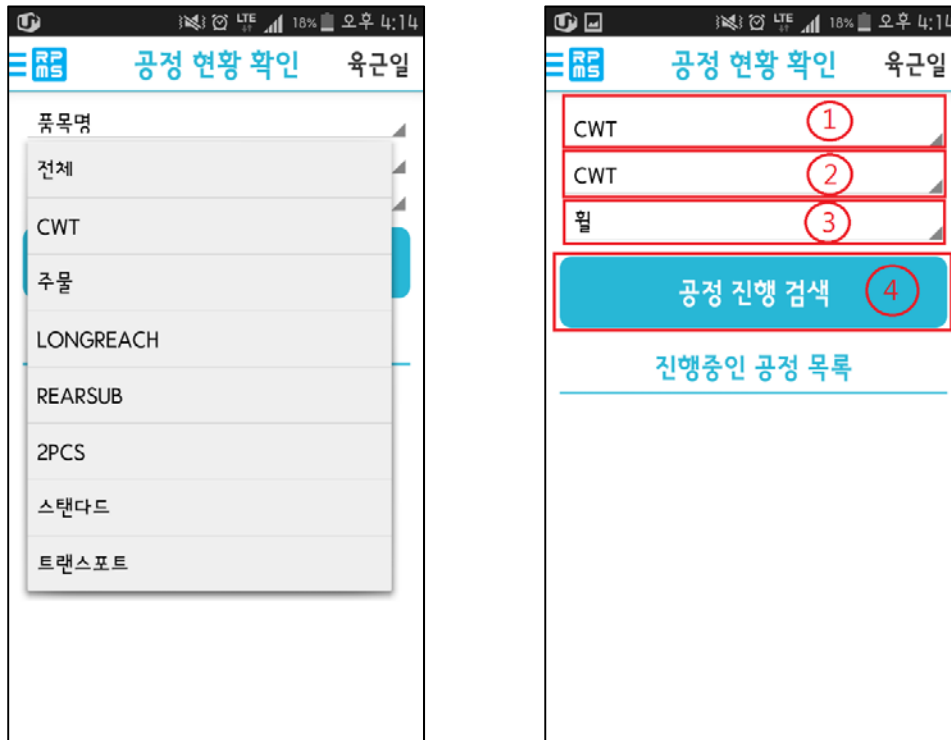 LTE 18% 오후 4:14
RP
MS
공정 현황 확인 육근일
품목명
전체
CWT
주물
LONGREACH
REARSUB
2PCS
스탠다드
트랜스포트
LTE 18% 오후 4:14
RP
MS
공정 현황 확인 육근일
CWT 1
CWT 2
휠 3
공정 진행 검색 4
진행중인 공정 목록